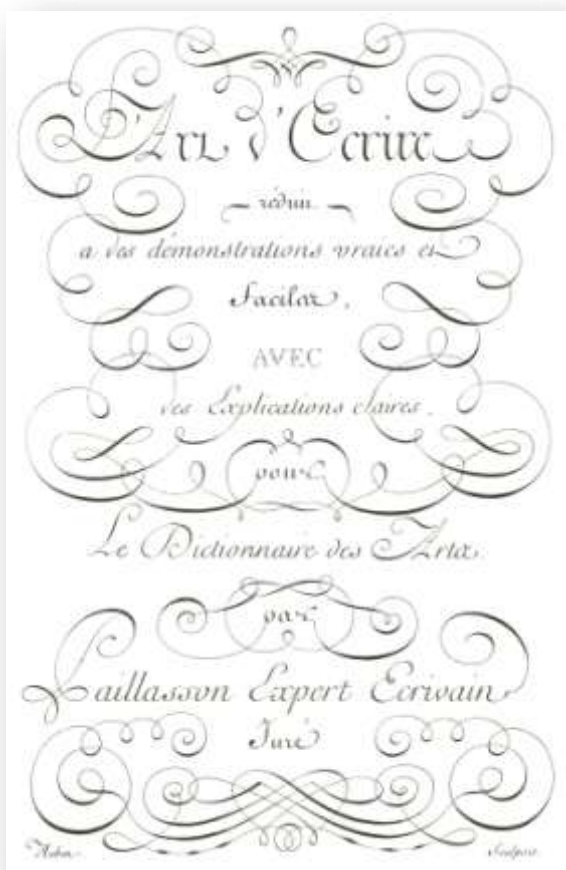 L'Art d'Ecrire
réduit
a des démonstrations vraies et
faciles,
AVEC
des Explications claires.
pour
Le Dictionnaire des Arts
par
Paillasson Expert Ecrivain
Juré
Aubin Sculpsit